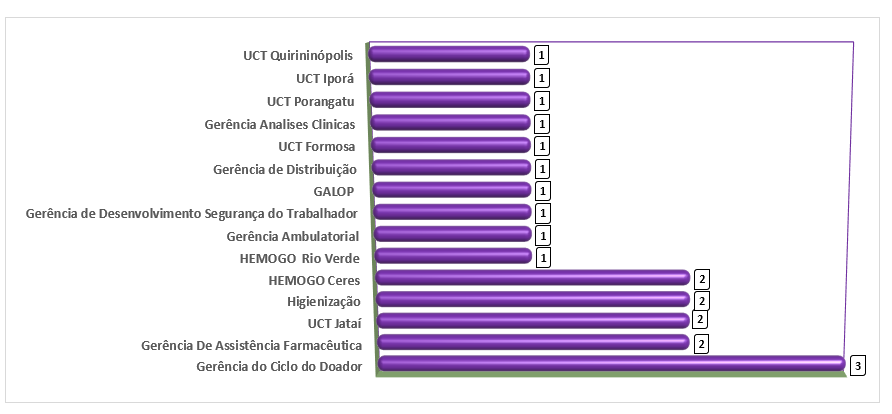 UCT Quirininópolis 1
UCT Iporá 1
UCT Porangatu 1
Gerência Analises Clinicas 1
UCT Formosa 1
Gerência de Distribuição 1
GALOP 1
Gerência de Desenvolvimento Segurança do Trabalhador 1
Gerência Ambulatorial 1
HEMOGO Rio Verde 1
HEMOGO Ceres 2
Higienização 2
UCT Jataí 2
Gerência De Assistência Farmacêutica 2
Gerência do Ciclo do Doador 3